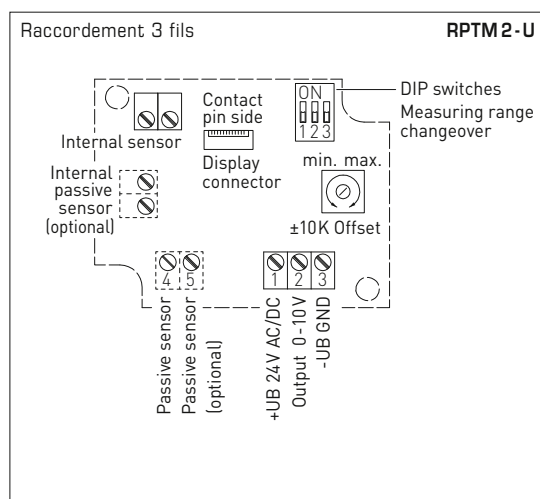 Raccordement 3 fils
RPTM 2 - U
ON
1 2 3
DIP switches
Measuring range
changeover
Contact
pin side
Internal sensor
Display
connector
min. max.
±10K Offset
Internal
passive
sensor
(optional)
4 5
1 2 3
Passive sensor
Passive sensor
(optional)
+UB 24V AC/DC
Output 0-10V
-UB GND